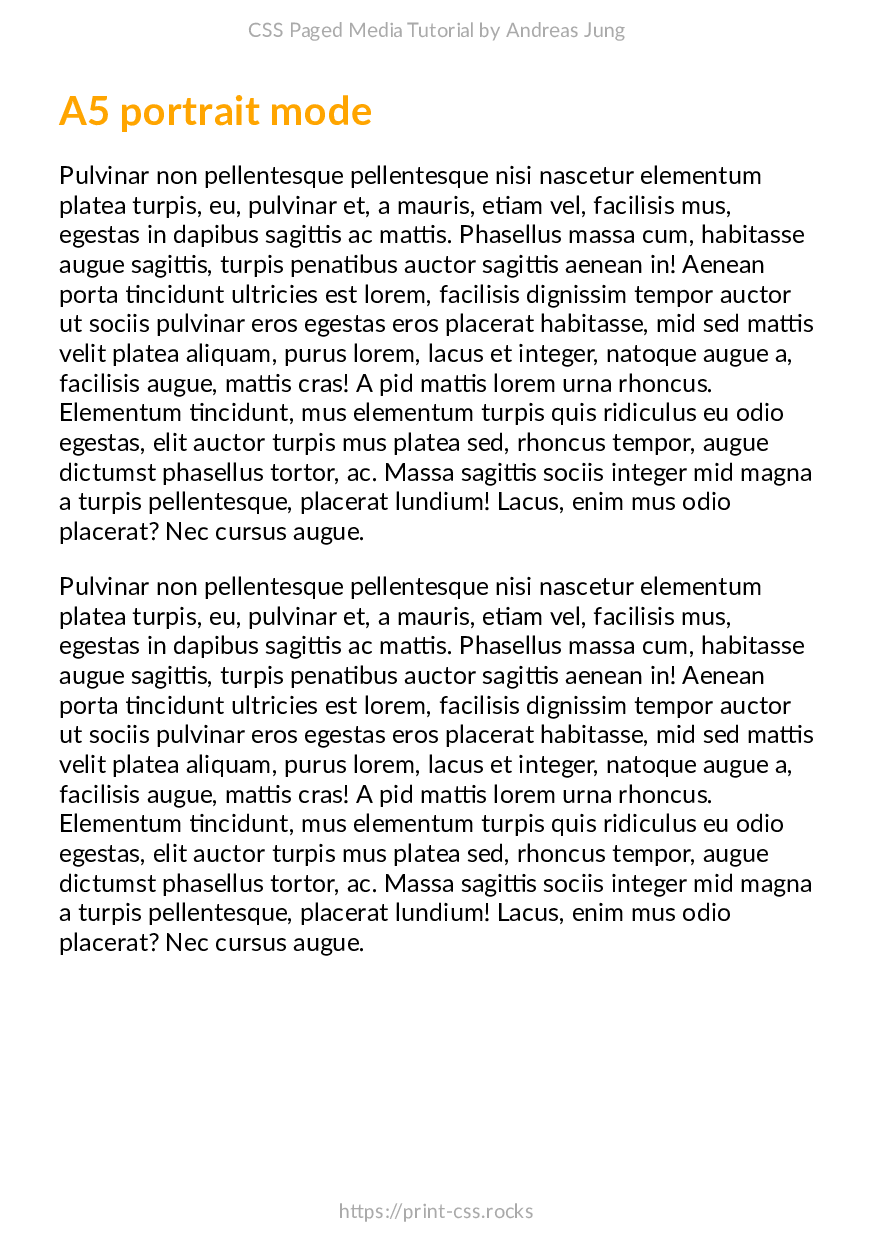 CSS Paged Media Tutorial by Andreas Jung
A5 portrait mode
Pulvinar non pellentesque pellentesque nisi nascetur elementum
platea turpis, eu, pulvinar et, a mauris, etiam vel, facilisis mus,
egestas in dapibus sagittis ac mattis. Phasellus massa cum, habitasse
augue sagittis, turpis penatibus auctor sagittis aenean in! Aenean
porta tincidunt ultricies est lorem, facilisis dignissim tempor auctor
ut sociis pulvinar eros egestas eros placerat habitasse, mid sed mattis
velit platea aliquam, purus lorem, lacus et integer, natoque augue a,
facilisis augue, mattis cras! A pid mattis lorem urna rhoncus.
Elementum tincidunt, mus elementum turpis quis ridiculus eu odio
egestas, elit auctor turpis mus platea sed, rhoncus tempor, augue
dictumst phasellus tortor, ac. Massa sagittis sociis integer mid magna
a turpis pellentesque, placerat lundium! Lacus, enim mus odio
placerat? Nec cursus augue.
Pulvinar non pellentesque pellentesque nisi nascetur elementum
platea turpis, eu, pulvinar et, a mauris, etiam vel, facilisis mus,
egestas in dapibus sagittis ac mattis. Phasellus massa cum, habitasse
augue sagittis, turpis penatibus auctor sagittis aenean in! Aenean
porta tincidunt ultricies est lorem, facilisis dignissim tempor auctor
ut sociis pulvinar eros egestas eros placerat habitasse, mid sed mattis
velit platea aliquam, purus lorem, lacus et integer, natoque augue a,
facilisis augue, mattis cras! A pid mattis lorem urna rhoncus.
Elementum tincidunt, mus elementum turpis quis ridiculus eu odio
egestas, elit auctor turpis mus platea sed, rhoncus tempor, augue
dictumst phasellus tortor, ac. Massa sagittis sociis integer mid magna
a turpis pellentesque, placerat lundium! Lacus, enim mus odio
placerat? Nec cursus augue.
https://print-css.rocks